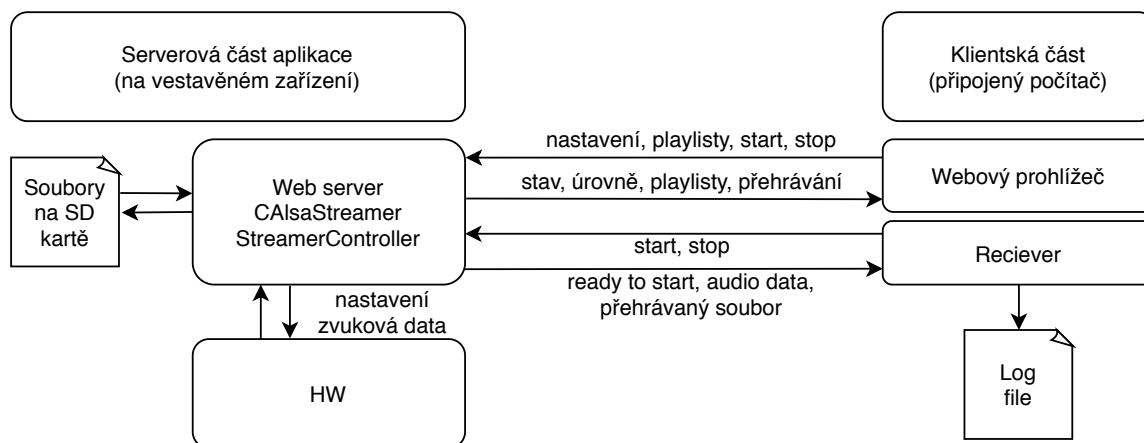 Serverová část aplikace
(na vestavěném zařízení)
Klientská část
(připojený počítač)
nastavení, playlisty, start, stop
Soubory
na SD
kartě
Web server
CAlsaStreamer
StreamerController
stav, úrovně, playlisty, přehrávání
Webový prohlížeč
start, stop
Reciever
ready to start, audio data,
přehrávaný soubor
nastavení
zvuková data
HW
Log
file